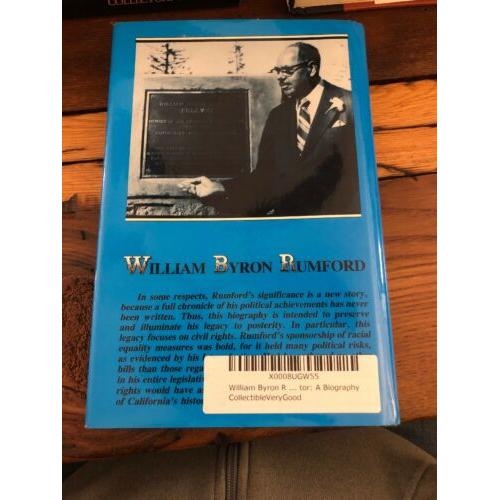 COLLECTOR
WILLIAM
WILLIAM BYRON RUMFORD
In some respects, Rumford's significance is a new story,
because a full chronicle of his political achievements has never
been written. Thus, this biography is intended to preserve
and illuminate his legacy to posterity. In particular, this
legacy focuses on civil rights. Rumford's sponsorship of racial
equality measures was bold, for it held many political risks,
as evidenced by his
bills than those rega
In his entire legislativ
rights would have a
of California's histor
X0008UGW55
William Byron R ... tor: A Biography
CollectibleVeryGood